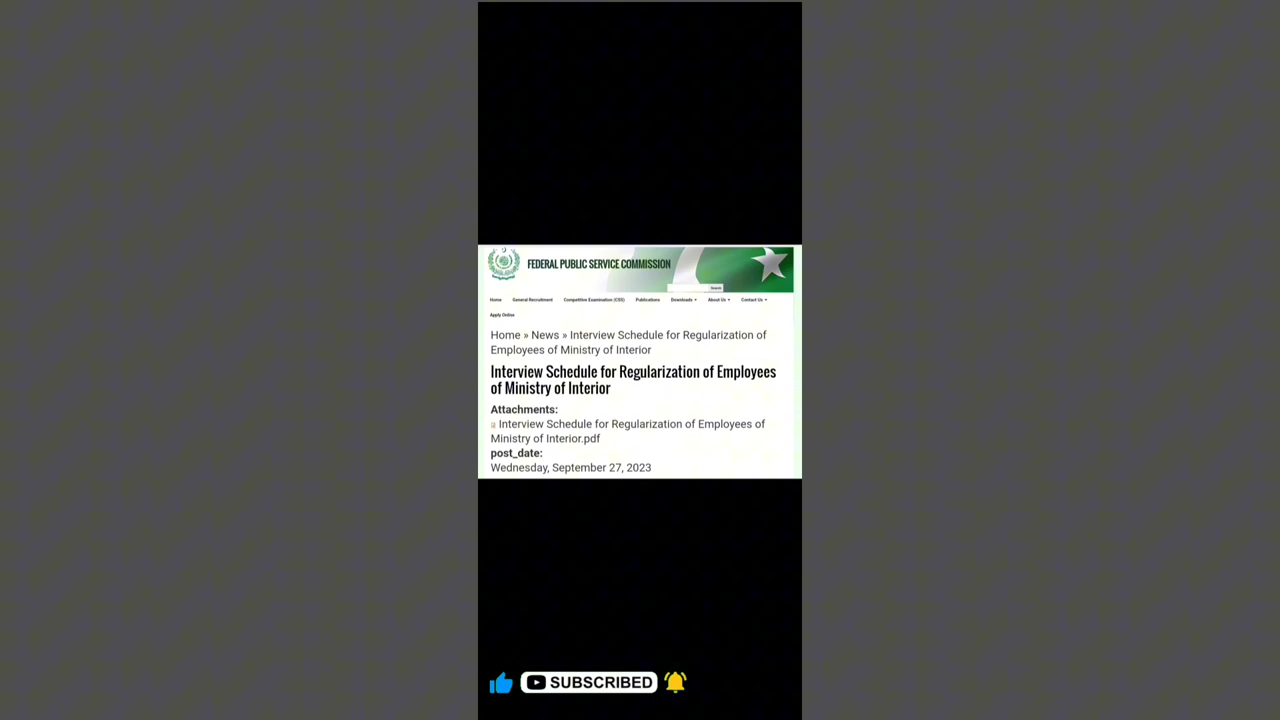 FEDERAL PUBLIC SERVICE COMMISSION
Search
Home General Recruitment Competitive Examination (CSS) Publications Downloads About Us Contact Us
Apply Online
Home » News » Interview Schedule for Regularization of
Employees of Ministry of Interior
Interview Schedule for Regularization of Employees
of Ministry of Interior
Attachments:
Interview Schedule for Regularization of Employees of
Ministry of Interior.pdf
post_date:
Wednesday, September 27, 2023
SUBSCRIBED